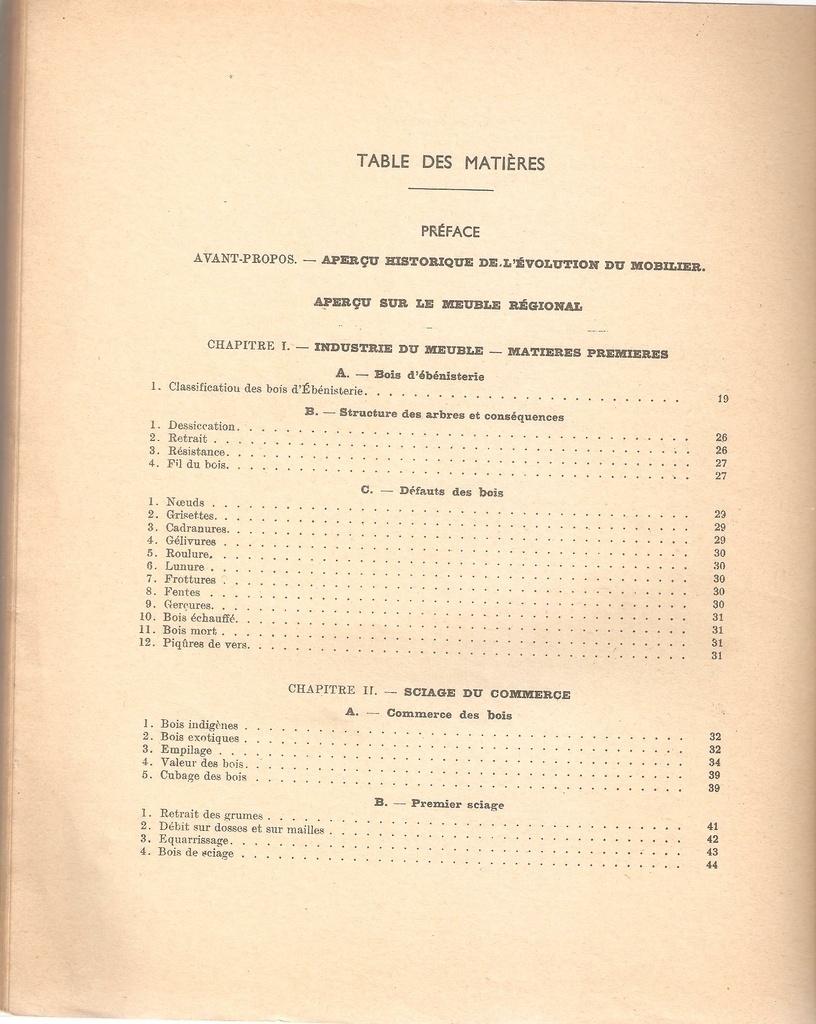 TABLE DES MATIÈRES
PRÉFACE
AVANT-PROPOS. — APERÇU HISTORIQUE DE L'ÉVOLUTION DU MOBILIER.
APERÇU SUR LE MEUBLE RÉGIONAL
CHAPITRE I. — INDUSTRIE DU MEUBLE — MATIERES PREMIERES
A. — Bois d'ébénisterie
1. Classification des bois d'Ébénisterie. . . . . . . . . . . . . . . . . . . . . . . . 19
B. — Structure des arbres et conséquences
1. Dessiccation. . . . . . . . . . . . . . . . . . . . . . . . 26
2. Retrait . . . . . . . . . . . . . . . . . . . . . . . . 26
3. Résistance. . . . . . . . . . . . . . . . . . . . . . . . 27
4. Fil du bois. . . . . . . . . . . . . . . . . . . . . . . . 27
C. — Défauts des bois
1. Nœuds . . . . . . . . . . . . . . . . . . . . . . . . 29
2. Grisettes. . . . . . . . . . . . . . . . . . . . . . . . 29
3. Cadranures. . . . . . . . . . . . . . . . . . . . . . . . 29
4. Gélivures . . . . . . . . . . . . . . . . . . . . . . . . 30
5. Roulure. . . . . . . . . . . . . . . . . . . . . . . . 30
6. Lunure . . . . . . . . . . . . . . . . . . . . . . . . 30
7. Frottures . . . . . . . . . . . . . . . . . . . . . . . . 30
8. Fentes . . . . . . . . . . . . . . . . . . . . . . . . 30
9. Gerçures. . . . . . . . . . . . . . . . . . . . . . . . 31
10. Bois échauffé. . . . . . . . . . . . . . . . . . . . . . . . 31
11. Bois mort . . . . . . . . . . . . . . . . . . . . . . . . 31
12. Piqûres de vers. . . . . . . . . . . . . . . . . . . . . . . . 31
CHAPITRE II. — SCIAGE DU COMMERCE
A. — Commerce des bois
1. Bois indigènes . . . . . . . . . . . . . . . . . . . . . . . . 32
2. Bois exotiques . . . . . . . . . . . . . . . . . . . . . . . . 32
3. Empilage . . . . . . . . . . . . . . . . . . . . . . . . 34
4. Valeur des bois. . . . . . . . . . . . . . . . . . . . . . . . 39
5. Cubage des bois . . . . . . . . . . . . . . . . . . . . . . . . 39
B. — Premier sciage
1. Retrait des grumes . . . . . . . . . . . . . . . . . . . . . . . . 41
2. Débit sur dosses et sur mailles . . . . . . . . . . . . . . . . . . . . . 42
3. Equarrissage. . . . . . . . . . . . . . . . . . . . . . . . 43
4. Bois de sciage . . . . . . . . . . . . . . . . . . . . . . . . 44